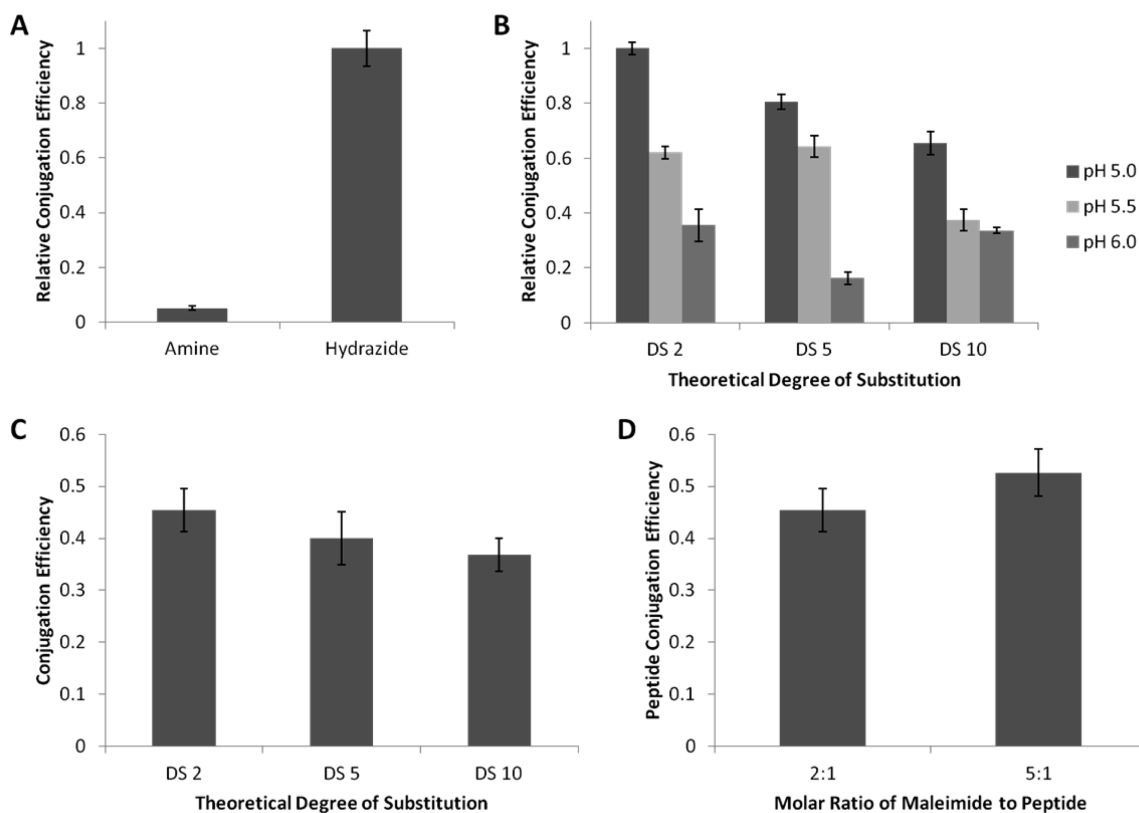 A
Relative Conjugation Efficiency
1
0.8
0.6
0.4
0.2
0
Amine
Hydrazide
B
Relative Conjugation Efficiency
1
0.8
0.6
0.4
0.2
0
DS 2
DS 5
DS 10
Theoretical Degree of Substitution
pH 5.0
pH 5.5
pH 6.0
C
Conjugation Efficiency
0.6
0.5
0.4
0.3
0.2
0.1
0
DS 2
DS 5
DS 10
Theoretical Degree of Substitution
D
Peptide Conjugation Efficiency
0.6
0.5
0.4
0.3
0.2
0.1
0
2:1
5:1
Molar Ratio of Maleimide to Peptide